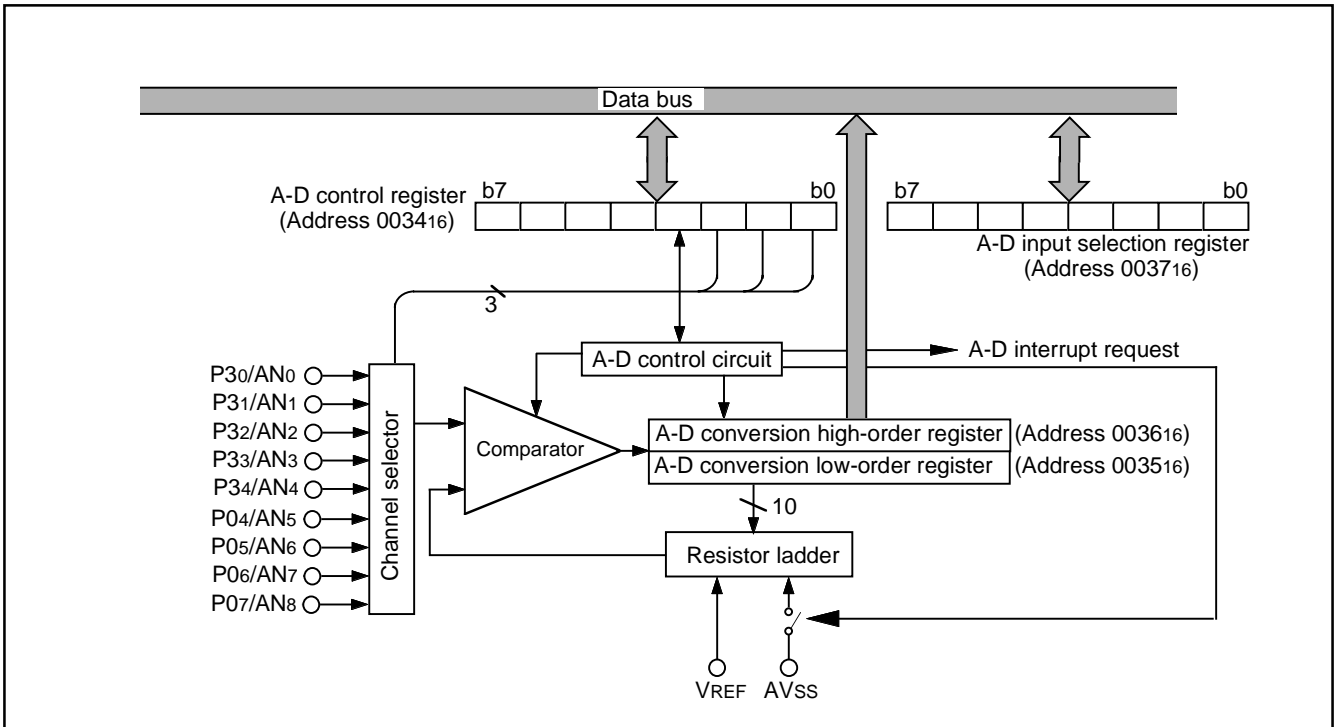 Data bus
A-D control register
(Address 003416)
b7
b0
b7
b0
A-D input selection register
(Address 003716)
3
A-D control circuit
A-D interrupt request
P30/AN0
P31/AN1
P32/AN2
P33/AN3
P34/AN4
P04/AN5
P05/AN6
P06/AN7
P07/AN8
Channel selector
Comparator
A-D conversion high-order register
(Address 003616)
A-D conversion low-order register
(Address 003516)
10
Resistor ladder
VREF
AVSS